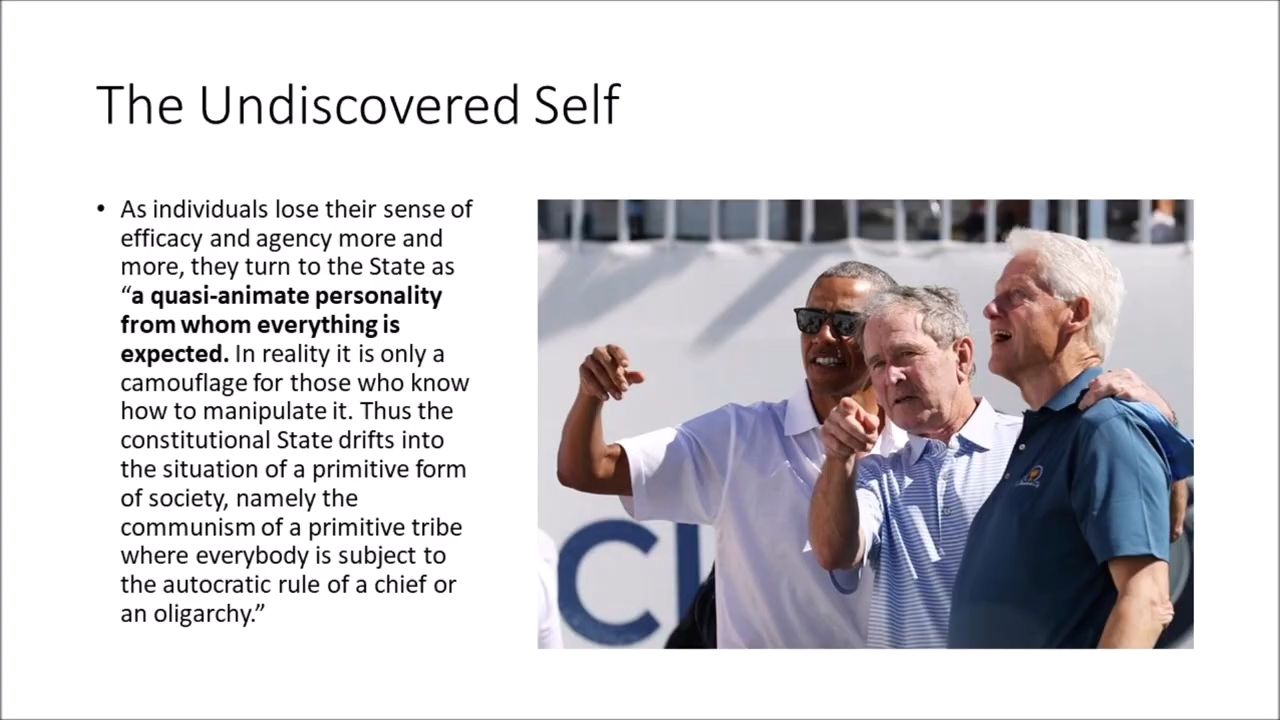 The Undiscovered Self
• As individuals lose their sense of
efficacy and agency more and
more, they turn to the State as
“a quasi-animate personality
from whom everything is
expected. In reality it is only a
camouflage for those who know
how to manipulate it. Thus the
constitutional State drifts into
the situation of a primitive form
of society, namely the
communism of a primitive tribe
where everybody is subject to
the autocratic rule of a chief or
an oligarchy.”
CI